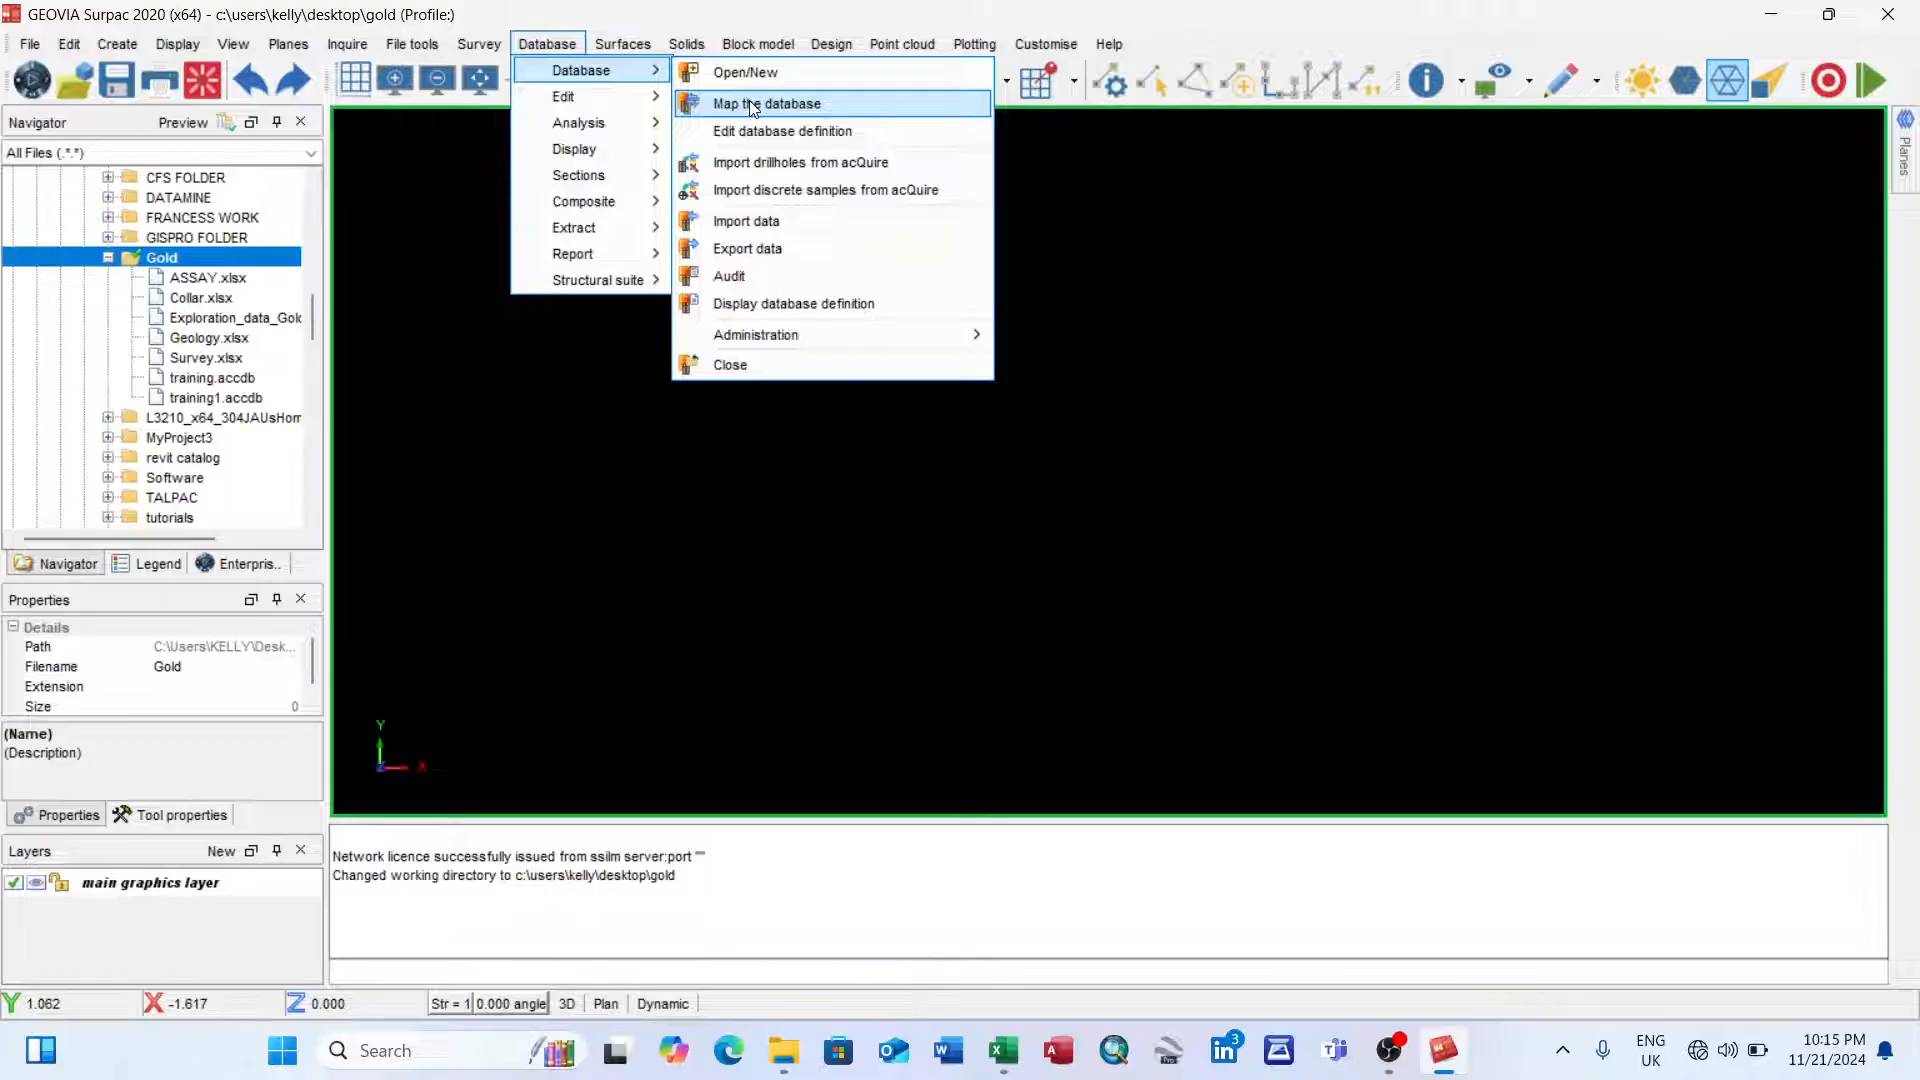 GEOVIA Surpac 2020 (x64) - c:\users\kelly\desktop\gold (Profile:)
File Edit Create Display View Planes Inquire File tools Survey Database Surfaces Solids Block model Design Point cloud Plotting Customise Help
Database
Edit
Analysis
Display
Sections
Composite
Extract
Report
Structural suite
Open/New
Map the database
Edit database definition
Import drillholes from acQuire
Import discrete samples from acQuire
Import data
Export data
Audit
Display database definition
Administration
Close
Planes
Navigator Preview
All Files (.*.*)
CFS FOLDER
DATAMINE
FRANCESS WORK
GISPRO FOLDER
Gold
ASSAY.xlsx
Collar.xlsx
Exploration_data_Gok
Geology.xlsx
Survey.xlsx
training.accdb
training1.accdb
L3210_x64_304JAUsHom
MyProject3
revit catalog
Software
TALPAC
tutorials
Navigator Legend Enterpris..
Properties
Details
Path C:\Users\KELLY\Desk...
Filename Gold
Extension
Size 0
(Name)
(Description)
Properties Tool properties
Layers New
main graphics layer
Y
X
Network licence successfully issued from ssilm server:port ""
Changed working directory to c:\users\kelly\desktop\gold
Y 1.062 X -1.617 Z 0.000 Str = 1 0.000 angle 3D Plan Dynamic
Search
3
ENG
UK
10:15 PM
11/21/2024